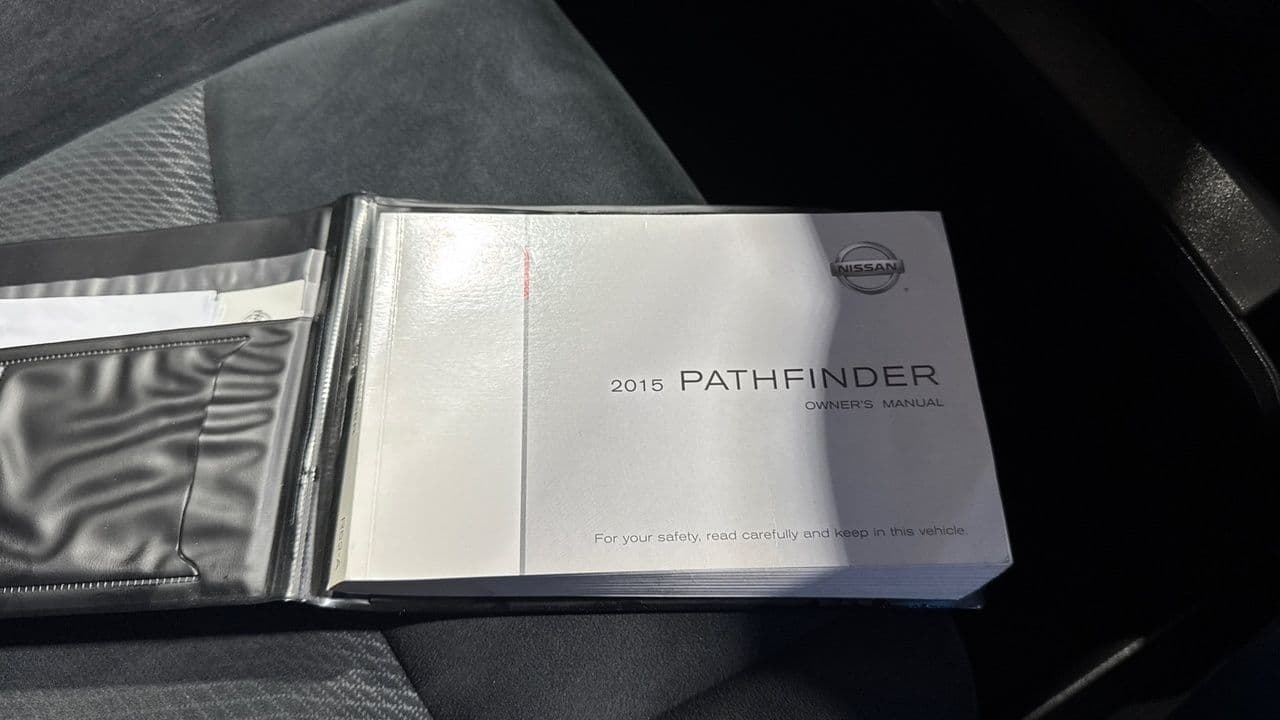 NISSAN
2015 PATHFINDER
OWNER'S MANUAL
For your safety, read carefully and keep in this vehicle.